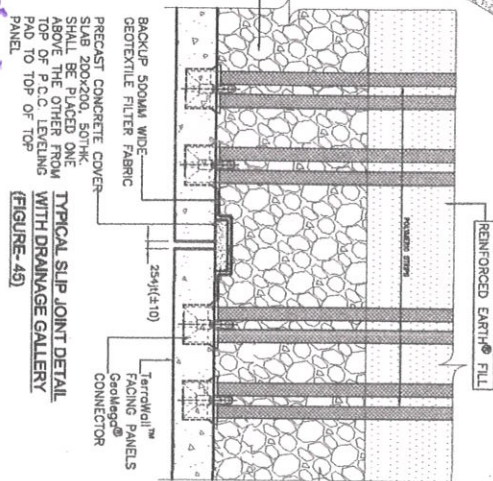 REINFORCED EARTH® FILL
POLYMERIC STRIPS
BACKUP 500MM WIDE
GEOTEXTILE FILTER FABRIC
PRECAST CONCRETE COVER
SLAB 200x200, 50THK.
SHALL BE PLACED ONE
ABOVE THE OTHER FROM
TOP OF P.C.C. LEVELING
PAD TO TOP OF TOP
PANEL
254jt(±10)
TerraWall™
FACING PANELS
GeoMega®
CONNECTOR
TYPICAL SLIP JOINT DETAIL
WITH DRAINAGE GALLERY
(FIGURE-45)